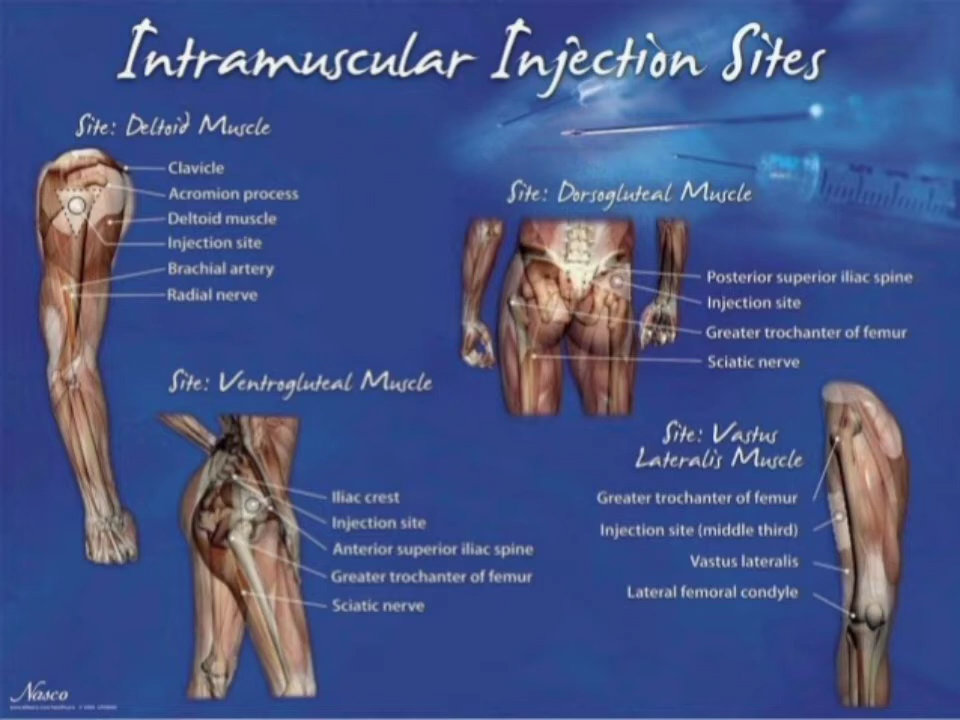 Intramuscular Injection Sites
Site: Deltoid Muscle
Clavicle
Acromion process
Deltoid muscle
Injection site
Brachial artery
Radial nerve
Site: Dorsogluteal Muscle
Posterior superior iliac spine
Injection site
Greater trochanter of femur
Sciatic nerve
Site: Ventrogluteal Muscle
Iliac crest
Injection site
Anterior superior iliac spine
Greater trochanter of femur
Sciatic nerve
Site: Vastus
Lateralis Muscle
Greater trochanter of femur
Injection site (middle third)
Vastus lateralis
Lateral femoral condyle
Nasco